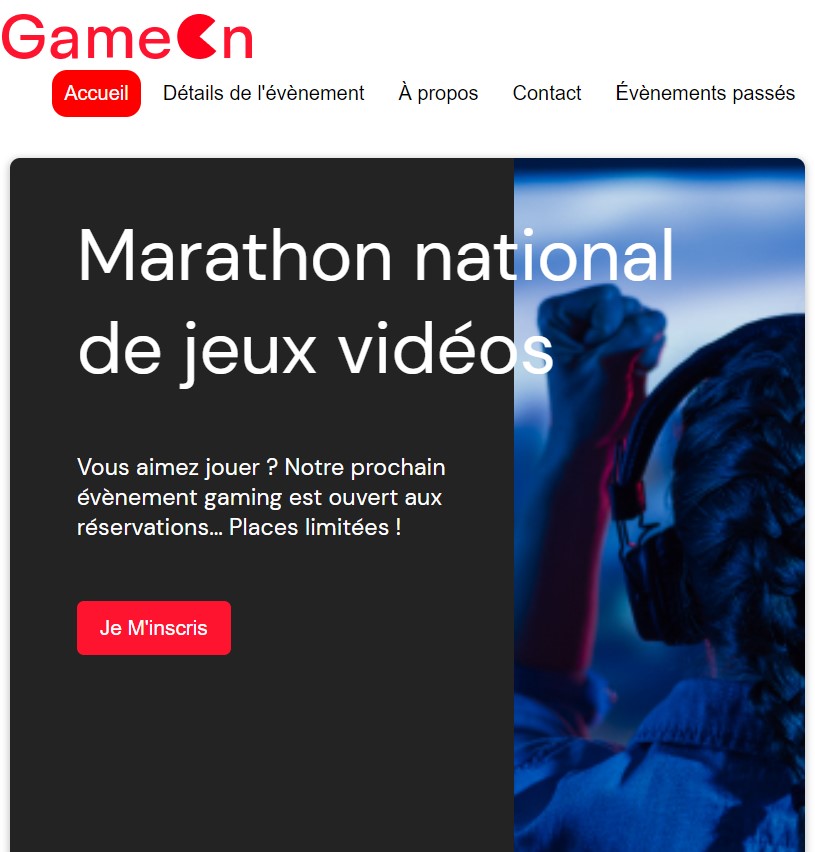 GameOn
Accueil Détails de l'évènement À propos Contact Évènements passés
Marathon national
de jeux vidéos
Vous aimez jouer ? Notre prochain
évènement gaming est ouvert aux
réservations... Places limitées !
Je M'inscris